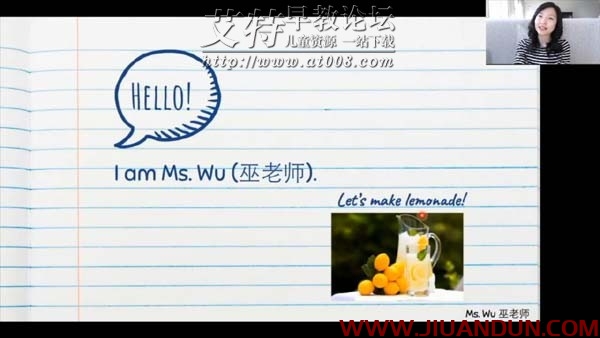 艾特早教论坛
儿童资源 一站下载
http://www.at008.com
HELLO!
I am Ms. Wu (巫老师).
Let's make lemonade!
Ms. Wu 巫老师
WWW.JIUANDUN.COM